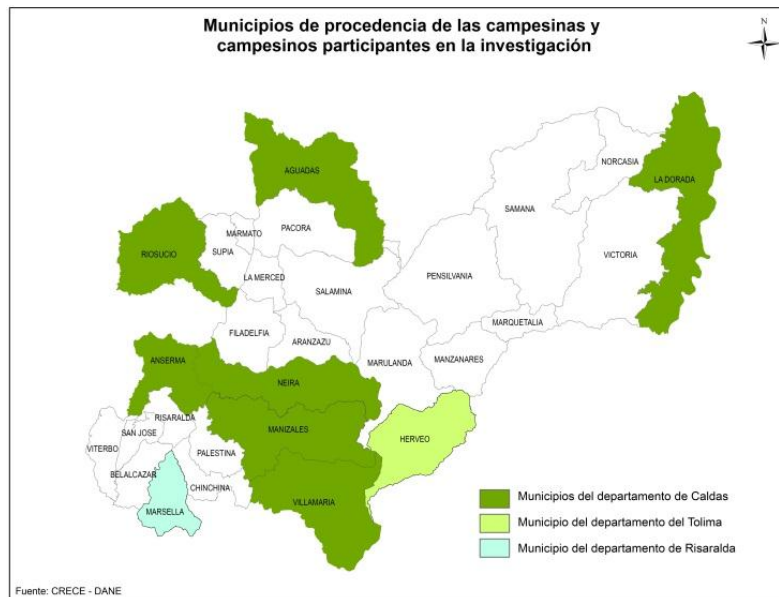 Municipios de procedencia de las campesinas y
campesinos participantes en la investigación
N
NORCASIA
AGUADAS
LA DORADA
SAMANA
MARMATO
PACORA
RIOSUCIO
SUPIA
VICTORIA
LA MERCED
PENSILVANIA
SALAMINA
MARQUETALIA
FILADELFIA
ARANZAZU
ANSERMA
MARULANDA
MANZANARES
NEIRA
RISARALDA
MANIZALES
SAN JOSE
HERVEO
VITERBO
PALESTINA
BELALCAZAR
CHINCHINA
VILLAMARIA
MARSELLA
Municipios del departamento de Caldas
Municipio del departamento del Tolima
Municipio del departamento de Risaralda
Fuente: CRECE - DANE